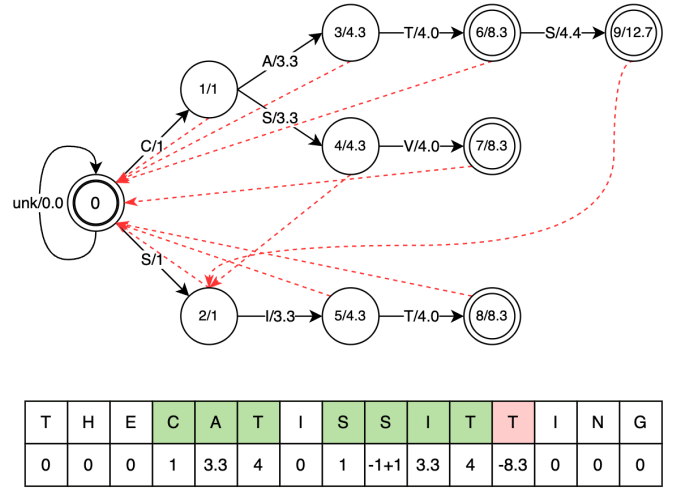 3/4.3 T/4.0 6/8.3 S/4.4 9/12.7
A/3.3
1/1
S/3.3
C/1
4/4.3 V/4.0 7/8.3
unk/0.0 0
S/1
2/1 I/3.3 5/4.3 T/4.0 8/8.3
T H E C A T I S S I T T I N G
0 0 0 1 3.3 4 0 1 -1+1 3.3 4 -8.3 0 0 0